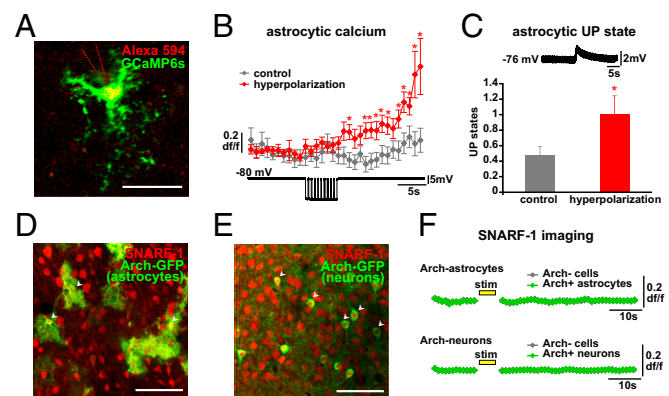 A
Alexa 594
GCaMP6s
B
astrocytic calcium
control
hyperpolarization
0.2
df/f
-80 mV
5mV
5s
C
astrocytic UP state
-76 mV
2mV
5s
UP states
1.4
1.2
1
0.8
0.6
0.4
0.2
0
*
control
hyperpolarization
D
SNARF-1
Arch-GFP
(astrocytes)
E
SNARF-1
Arch-GFP
(neurons)
F
SNARF-1 imaging
Arch-astrocytes
stim
Arch- cells
Arch+ astrocytes
0.2
df/f
10s
Arch-neurons
stim
Arch- cells
Arch+ neurons
0.2
df/f
10s